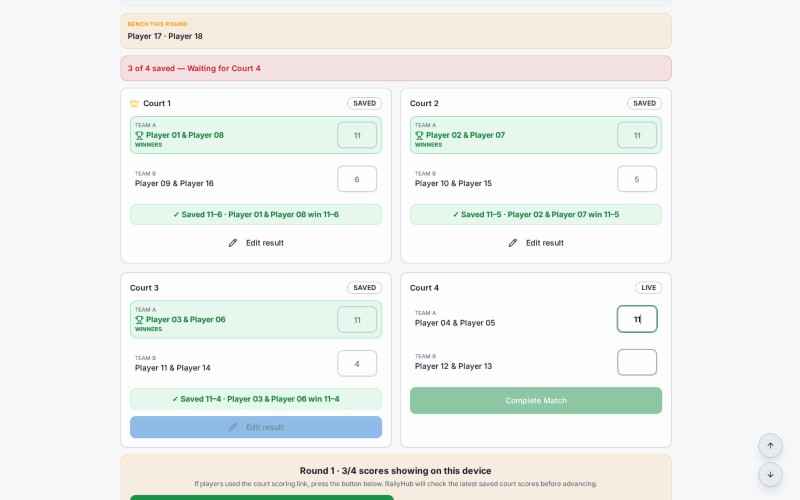 BENCH THIS ROUND
Player 17 · Player 18
3 of 4 saved — Waiting for Court 4
Court 1
SAVED
TEAM A
Player 01 & Player 08
WINNERS
11
TEAM B
Player 09 & Player 16
6
✓ Saved 11–6 · Player 01 & Player 08 win 11–6
Edit result
Court 2
SAVED
TEAM A
Player 02 & Player 07
WINNERS
11
TEAM B
Player 10 & Player 15
5
✓ Saved 11–5 · Player 02 & Player 07 win 11–5
Edit result
Court 3
SAVED
TEAM A
Player 03 & Player 06
WINNERS
11
TEAM B
Player 11 & Player 14
4
✓ Saved 11–4 · Player 03 & Player 06 win 11–4
Edit result
Court 4
LIVE
TEAM A
Player 04 & Player 05
11
TEAM B
Player 12 & Player 13
Complete Match
Round 1 · 3/4 scores showing on this device
If players used the court scoring link, press the button below. RallyHub will check the latest saved court scores before advancing.